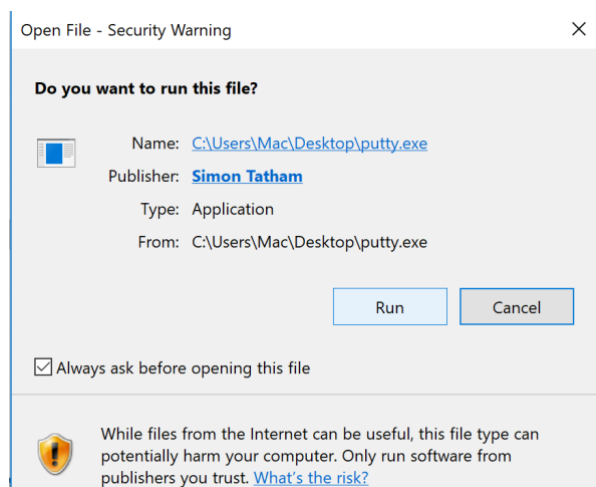 Open File - Security Warning
Do you want to run this file?
Name: C:\Users\Mac\Desktop\putty.exe
Publisher: Simon Tatham
Type: Application
From: C:\Users\Mac\Desktop\putty.exe
Run Cancel
Always ask before opening this file
While files from the Internet can be useful, this file type can
potentially harm your computer. Only run software from
publishers you trust. What's the risk?